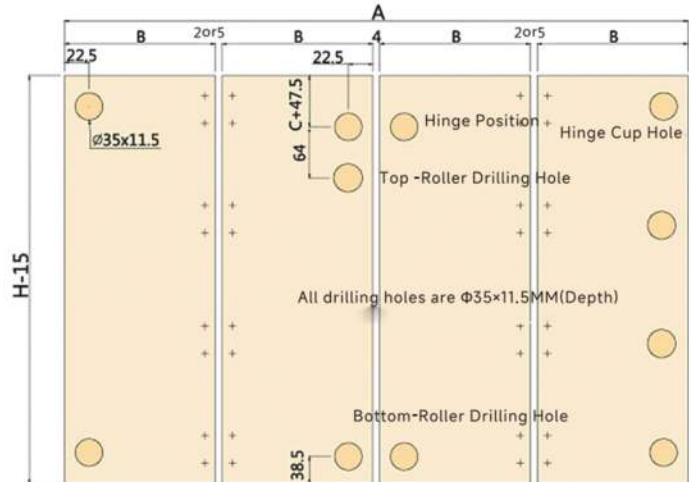 A
B
2or5
B
4
B
2or5
B
22.5
22.5
C+47.5
Hinge Position
Hinge Cup Hole
Ø35x11.5
64
Top -Roller Drilling Hole
H-15
All drilling holes are Φ35×11.5MM(Depth)
Bottom-Roller Drilling Hole
38.5